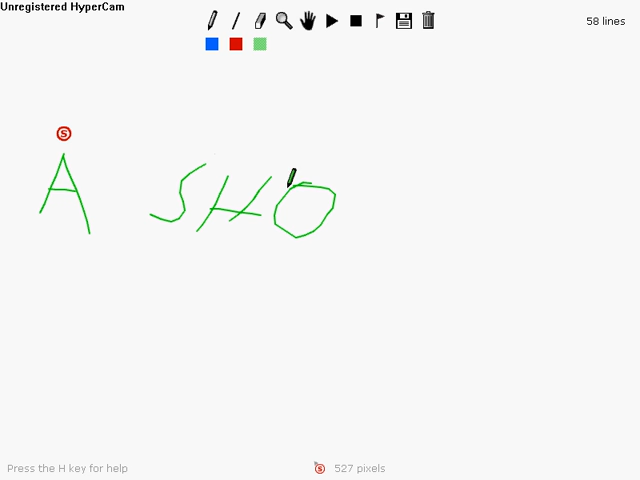 Unregistered HyperCam
58 lines
A SHO
Press the H key for help
527 pixels